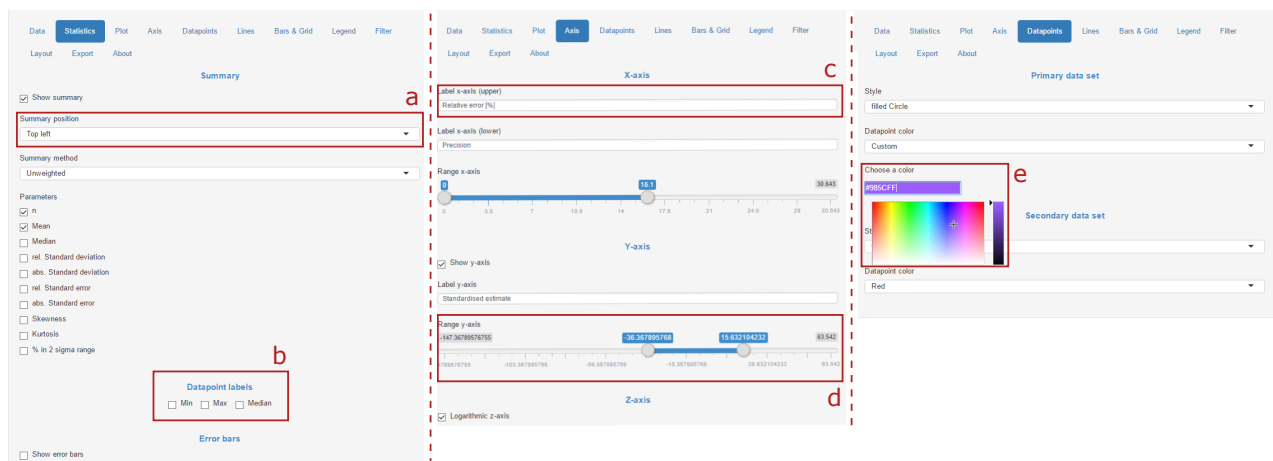 Data Statistics Plot Axis Datapoints Lines Bars & Grid Legend Filter
Layout Export About
Summary
Show summary
a
Summary position
Top left
Summary method
Unweighted
Parameters
n
Mean
Median
rel. Standard deviation
abs. Standard deviation
rel. Standard error
abs. Standard error
Skewness
Kurtosis
% in 2 sigma range
b
Datapoint labels
Min Max Median
Error bars
Show error bars
Data Statistics Plot Axis Datapoints Lines Bars & Grid Legend Filter
Layout Export About
X-axis
c
Label x-axis (upper)
Relative error [%]
Label x-axis (lower)
Precision
Range x-axis
0 16.1 30.643
0 3.5 7 10.5 14 17.5 21 24.5 28 30.643
Y-axis
Show y-axis
Label y-axis
Standardised estimate
Range y-axis
-147.36789576755 -36.367895768 15.632104232 63.542
-103.367895768 -59.367895768 -15.367895768 28.632104232 63.542
d
Z-axis
Logarithmic z-axis
Data Statistics Plot Axis Datapoints Lines Bars & Grid Legend Filter
Layout Export About
Primary data set
Style
filled Circle
Datapoint color
Custom
Choose a color
e
#985CFF
Secondary data set
St
Datapoint color
Red